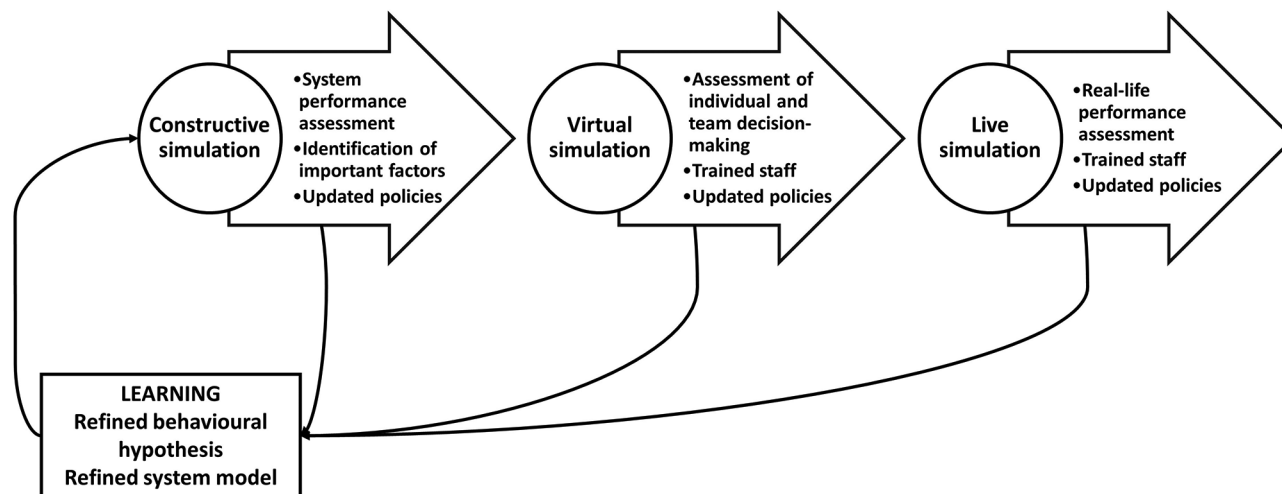 Constructive
simulation
•System
performance
assessment
•Identification of
important factors
•Updated policies
Virtual
simulation
•Assessment of
individual and
team decision-
making
•Trained staff
•Updated policies
Live
simulation
•Real-life
performance
assessment
•Trained staff
•Updated policies
LEARNING
Refined behavioural
hypothesis
Refined system model